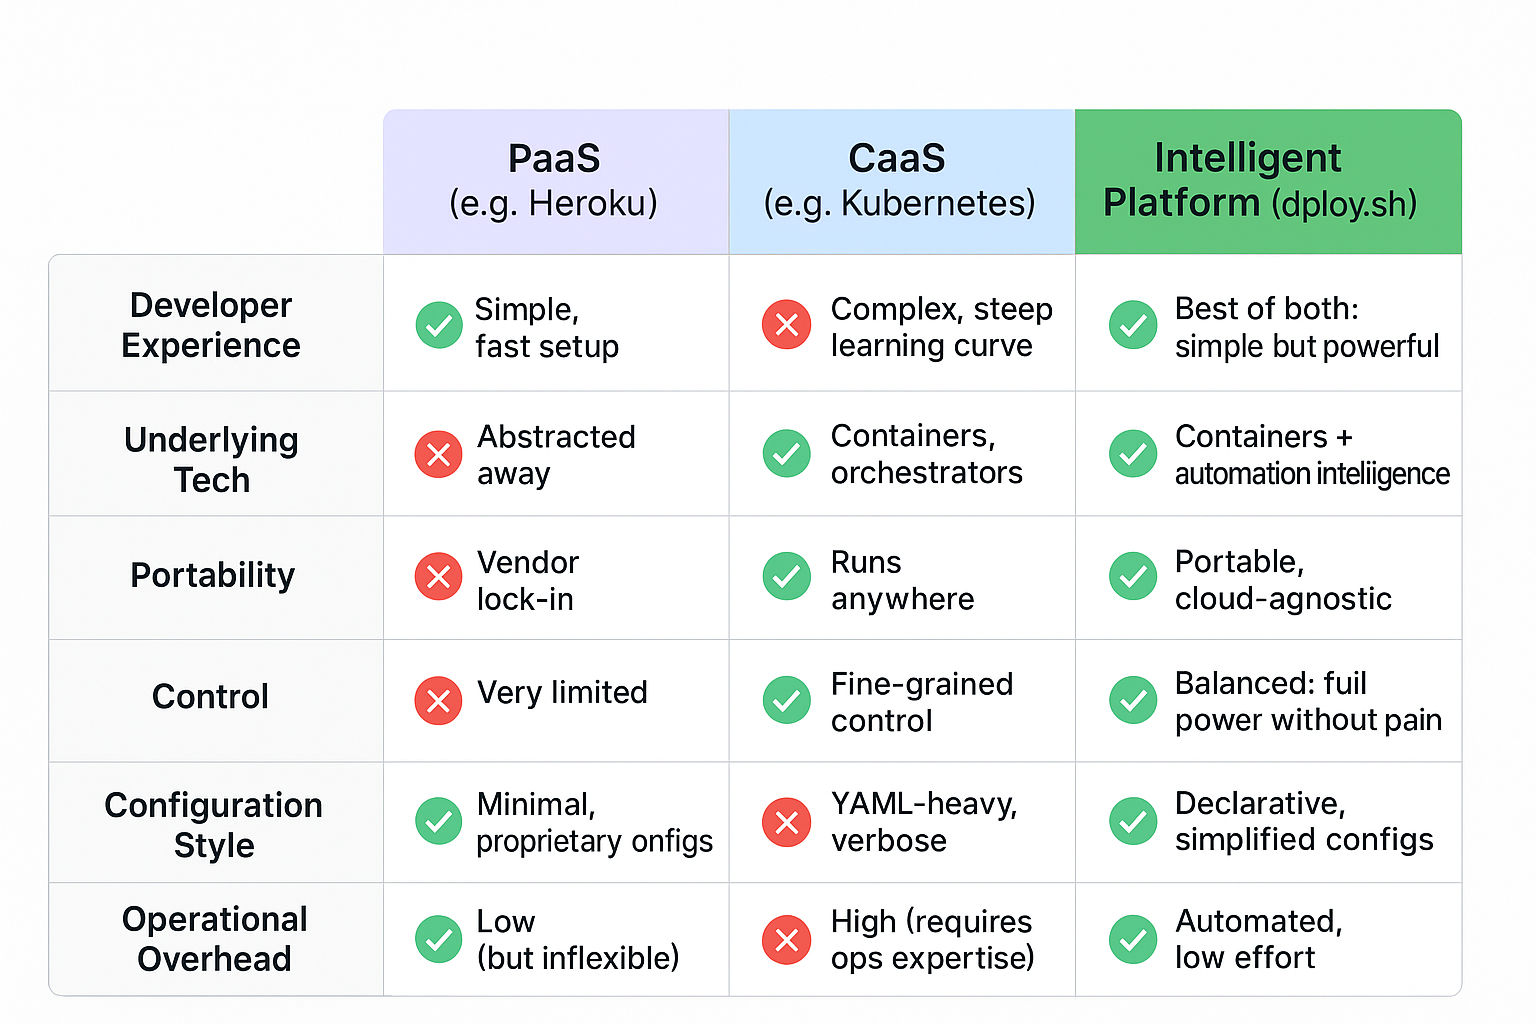 PaaS
(e.g. Heroku)
CaaS
(e.g. Kubernetes)
Intelligent
Platform (dploy.sh)
Developer
Experience
Simple,
fast setup
Complex, steep
learning curve
Best of both:
simple but powerful
Underlying
Tech
Abstracted
away
Containers,
orchestrators
Containers +
automation inteliigence
Portability
Vendor
lock-in
Runs
anywhere
Portable,
cloud-agnostic
Control
Very limited
Fine-grained
control
Balanced: fuil
power without pain
Configuration
Style
Minimal,
proprietary onfigs
YAML-heavy,
verbose
Declarative,
simplified configs
Operational
Overhead
Low
(but inflexible)
High (requires
ops expertise)
Automated,
low effort